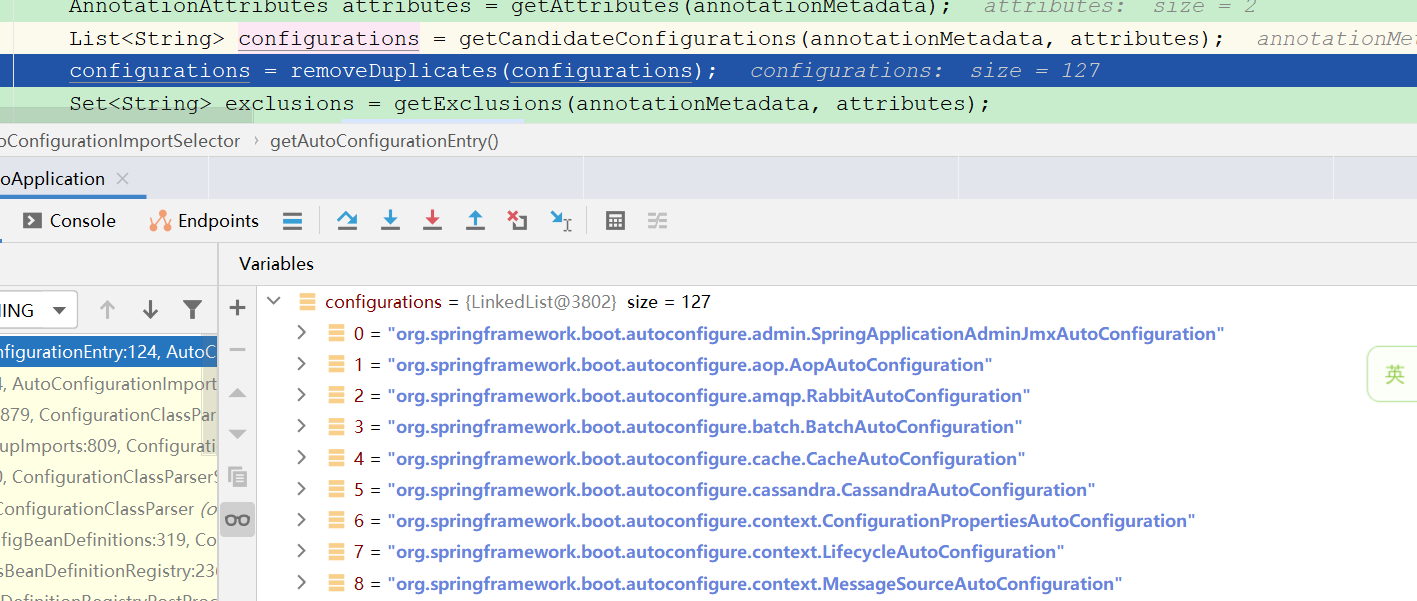 AnnotationAttributes attributes = getAttributes(annotationMetadata); attributes: size = 2
List<String> configurations = getCandidateConfigurations(annotationMetadata, attributes); annotationMet
configurations = removeDuplicates(configurations); configurations: size = 127
Set<String> exclusions = getExclusions(annotationMetadata, attributes);
oConfigurationImportSelector › getAutoConfigurationEntry()
oApplication
Console Endpoints
Variables
ING
configurations = {LinkedList@3802} size = 127
0 = "org.springframework.boot.autoconfigure.admin.SpringApplicationAdminJmxAutoConfiguration"
nfigurationEntry:124, AutoC
1 = "org.springframework.boot.autoconfigure.aop.AopAutoConfiguration"
4, AutoConfigurationImport
英
2 = "org.springframework.boot.autoconfigure.amqp.RabbitAutoConfiguration"
879, ConfigurationClassPar
3 = "org.springframework.boot.autoconfigure.batch.BatchAutoConfiguration"
upImports:809, Configurati
4 = "org.springframework.boot.autoconfigure.cache.CacheAutoConfiguration"
0, ConfigurationClassParser$
5 = "org.springframework.boot.autoconfigure.cassandra.CassandraAutoConfiguration"
ConfigurationClassParser (o
6 = "org.springframework.boot.autoconfigure.context.ConfigurationPropertiesAutoConfiguration"
figBeanDefinitions:319, Co
7 = "org.springframework.boot.autoconfigure.context.LifecycleAutoConfiguration"
sBeanDefinitionRegistry:236
8 = "org.springframework.boot.autoconfigure.context.MessageSourceAutoConfiguration"